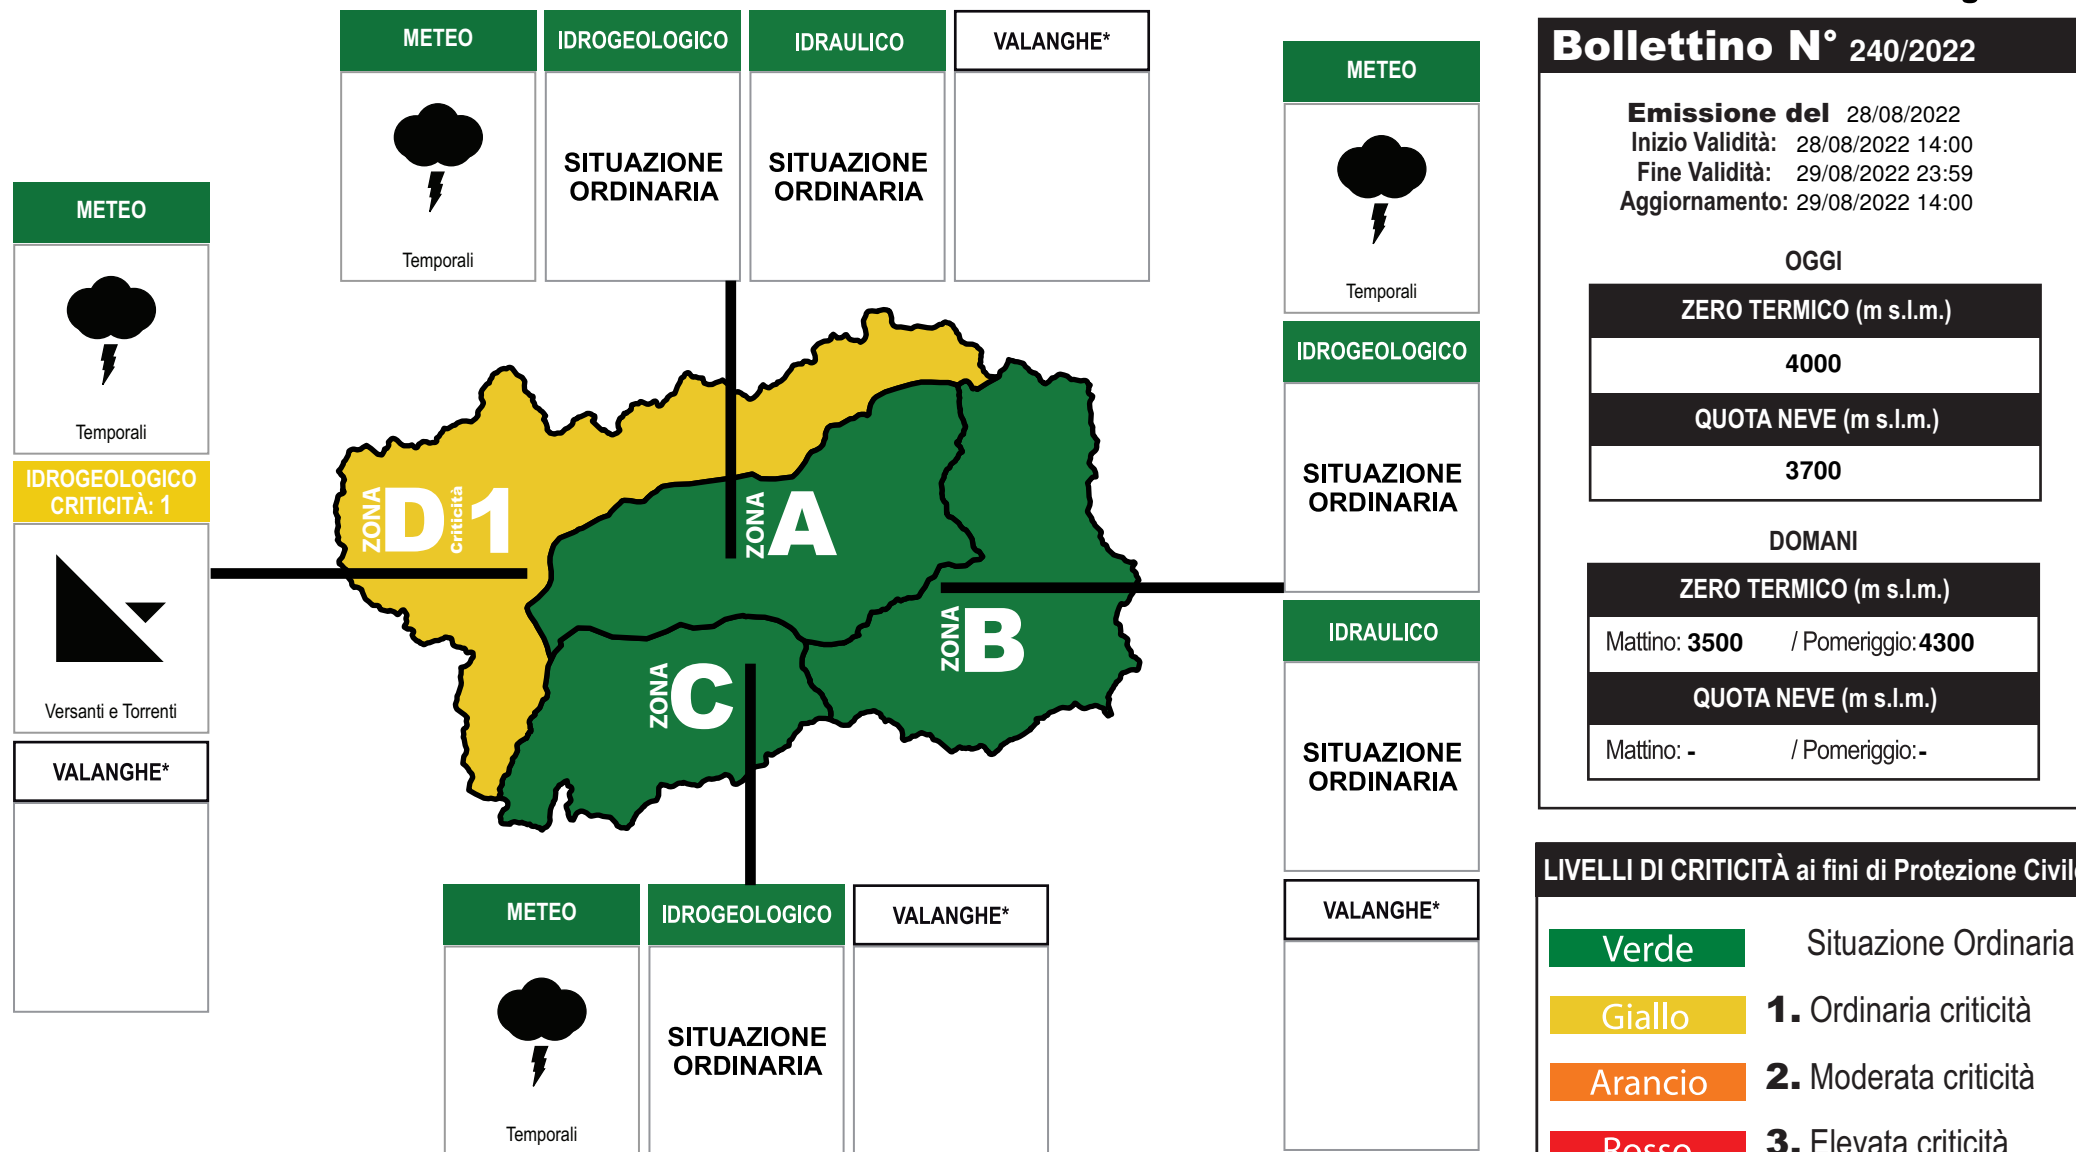 METEO
IDROGEOLOGICO
IDRAULICO
VALANGHE*
Temporali
SITUAZIONE
ORDINARIA
SITUAZIONE
ORDINARIA
METEO
Temporali
IDROGEOLOGICO
CRITICITÀ: 1
Versanti e Torrenti
VALANGHE*
ZONA D Criticità 1
ZONA A
ZONA B
ZONA C
METEO
Temporali
IDROGEOLOGICO
SITUAZIONE
ORDINARIA
IDRAULICO
SITUAZIONE
ORDINARIA
VALANGHE*
METEO
IDROGEOLOGICO
VALANGHE*
Temporali
SITUAZIONE
ORDINARIA
Bollettino N° 240/2022
Emissione del 28/08/2022
Inizio Validità: 28/08/2022 14:00
Fine Validità: 29/08/2022 23:59
Aggiornamento: 29/08/2022 14:00
OGGI
ZERO TERMICO (m s.l.m.)
4000
QUOTA NEVE (m s.l.m.)
3700
DOMANI
ZERO TERMICO (m s.l.m.)
Mattino: 3500 / Pomeriggio: 4300
QUOTA NEVE (m s.l.m.)
Mattino: - / Pomeriggio: -
LIVELLI DI CRITICITÀ ai fini di Protezione Civile
Verde Situazione Ordinaria
Giallo 1. Ordinaria criticità
Arancio 2. Moderata criticità
Rosso 3. Elevata criticità